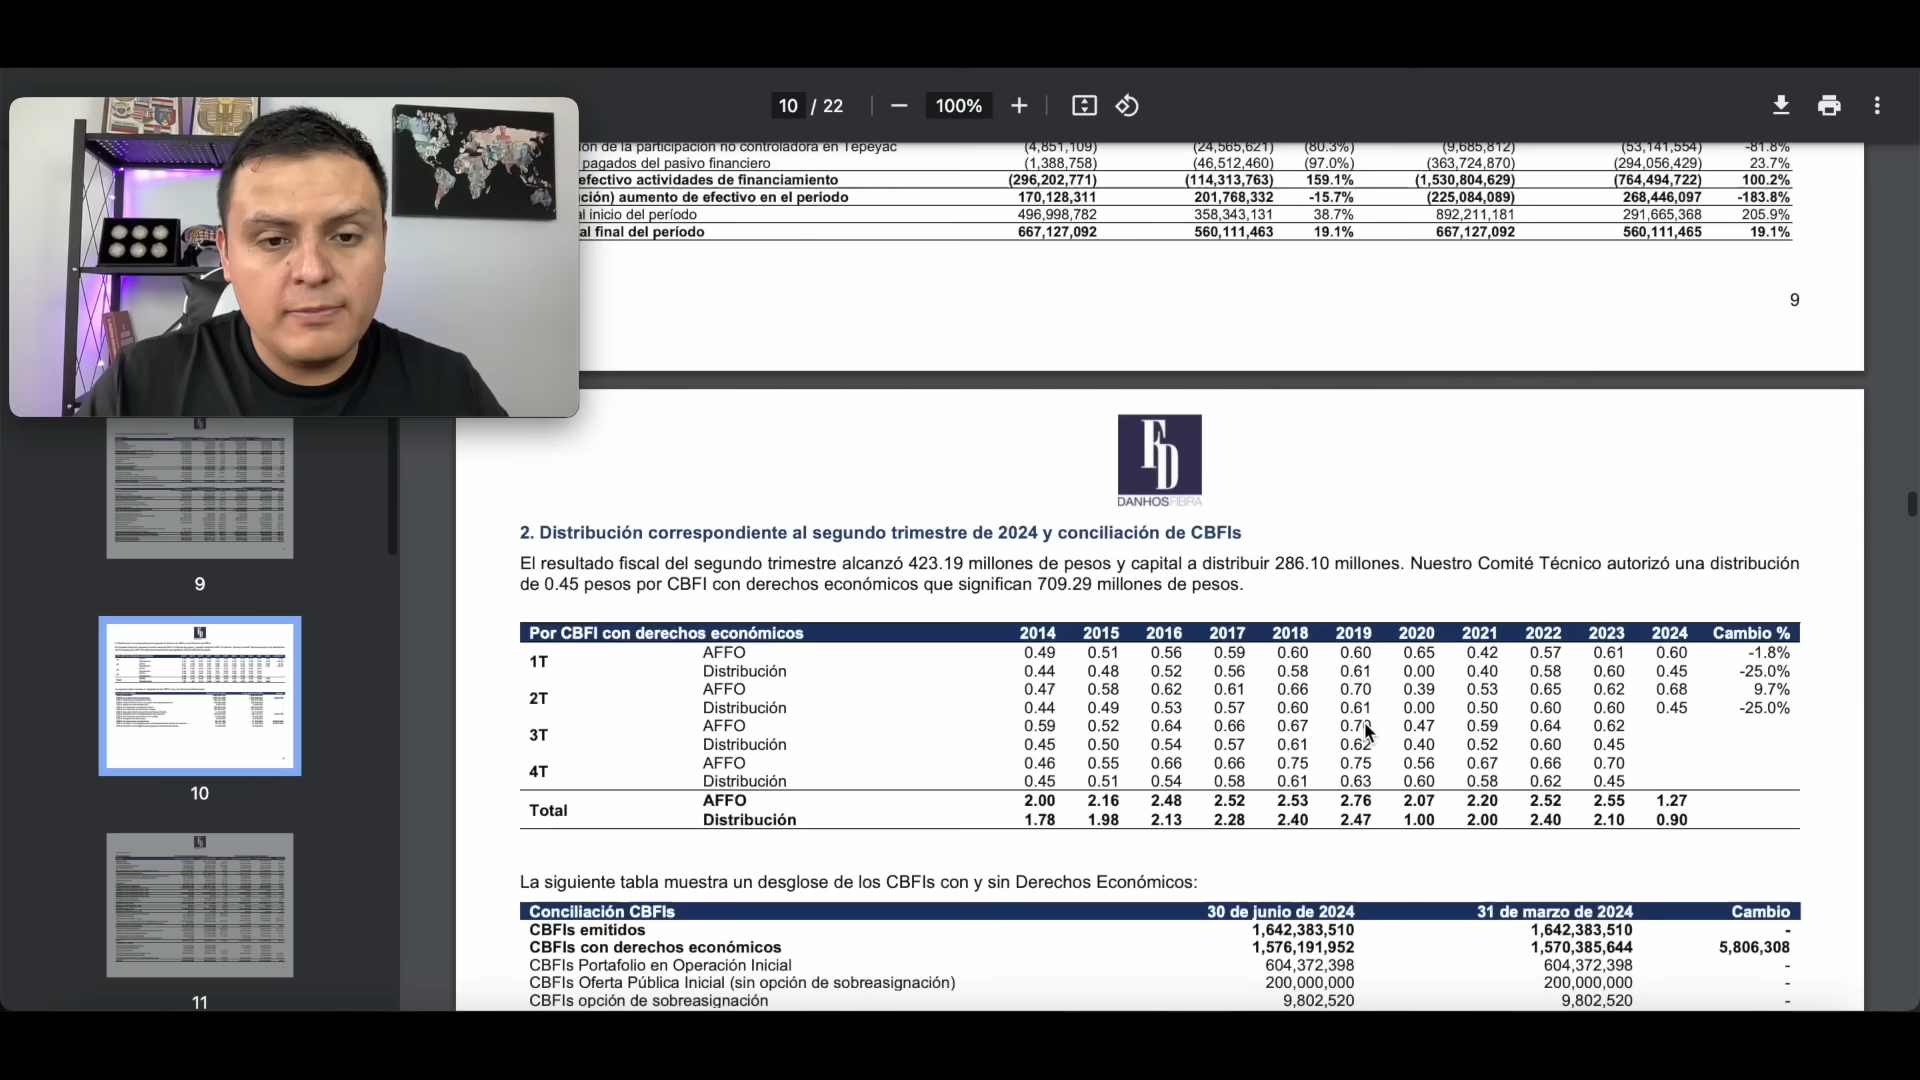 10 / 22 100%
ón de la participación no controladora en Tepeyac (4,851,109) (24,565,621) (80.3%) (9,685,812) (53,141,554) -81.8%
pagados del pasivo financiero (1,388,758) (46,512,460) (97.0%) (363,724,870) (294,056,429) 23.7%
efectivo actividades de financiamiento (296,202,771) (114,313,763) 159.1% (1,530,804,629) (764,494,722) 100.2%
ción) aumento de efectivo en el periodo 170,128,311 201,768,332 -15.7% (225,084,089) 268,446,097 -183.8%
al inicio del período 496,998,782 358,343,131 38.7% 892,211,181 291,665,368 205.9%
al final del período 667,127,092 560,111,463 19.1% 667,127,092 560,111,465 19.1%
9
FD
DANHOSFIBRA
2. Distribución correspondiente al segundo trimestre de 2024 y conciliación de CBFIs
El resultado fiscal del segundo trimestre alcanzó 423.19 millones de pesos y capital a distribuir 286.10 millones. Nuestro Comité Técnico autorizó una distribución
de 0.45 pesos por CBFI con derechos económicos que significan 709.29 millones de pesos.
Por CBFI con derechos económicos 2014 2015 2016 2017 2018 2019 2020 2021 2022 2023 2024 Cambio %
1T
AFFO 0.49 0.51 0.56 0.59 0.60 0.60 0.65 0.42 0.57 0.61 0.60 -1.8%
Distribución 0.44 0.48 0.52 0.56 0.58 0.61 0.00 0.40 0.58 0.60 0.45 -25.0%
2T
AFFO 0.47 0.58 0.62 0.61 0.66 0.70 0.39 0.53 0.65 0.62 0.68 9.7%
Distribución 0.44 0.49 0.53 0.57 0.60 0.61 0.00 0.50 0.60 0.60 0.45 -25.0%
3T
AFFO 0.59 0.52 0.64 0.66 0.67 0.47 0.59 0.64 0.62
Distribución 0.45 0.50 0.54 0.57 0.61 0.62 0.40 0.52 0.60 0.45
4T
AFFO 0.46 0.55 0.66 0.66 0.75 0.75 0.56 0.67 0.66 0.70
Distribución 0.45 0.51 0.54 0.58 0.61 0.63 0.60 0.58 0.62 0.45
Total
AFFO 2.00 2.16 2.48 2.52 2.53 2.76 2.07 2.20 2.52 2.55 1.27
Distribución 1.78 1.98 2.13 2.28 2.40 2.47 1.00 2.00 2.40 2.10 0.90
La siguiente tabla muestra un desglose de los CBFIs con y sin Derechos Económicos:
Conciliación CBFIs 30 de junio de 2024 31 de marzo de 2024 Cambio
CBFIs emitidos 1,642,383,510 1,642,383,510 -
CBFIs con derechos económicos 1,576,191,952 1,570,385,644 5,806,308
CBFIs Portafolio en Operación Inicial 604,372,398 604,372,398 -
CBFIs Oferta Pública Inicial (sin opción de sobreasignación) 200,000,000 200,000,000 -
CBFIs opción de sobreasignación 9,802,520 9,802,520 -
9
10
11